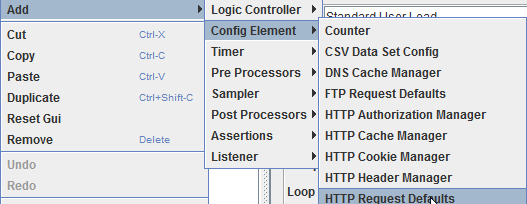 Add
Cut Ctrl-X
Copy Ctrl-C
Paste Ctrl-V
Duplicate Ctrl+Shift-C
Reset Gui
Remove Delete
Undo
Redo
Logic Controller
Config Element
Timer
Pre Processors
Sampler
Post Processors
Assertions
Listener
Loop
Standard User Load
Counter
CSV Data Set Config
DNS Cache Manager
FTP Request Defaults
HTTP Authorization Manager
HTTP Cache Manager
HTTP Cookie Manager
HTTP Header Manager
HTTP Request Defaults